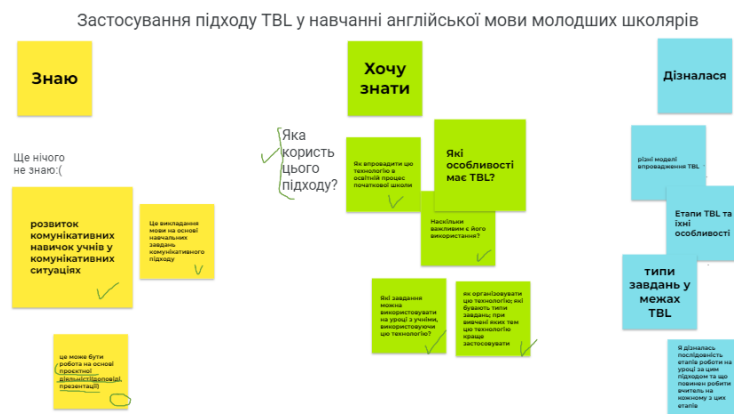 Застосування підходу TBL у навчанні англійської мови молодших школярів
Знаю
Ще нічого
не знаю:(
розвиток
комунікативних
навичок учнів у
комунікативних
ситуаціях
Це викладання
мови на основі
навчальних
завдань
комунікативного
підходу
це може бути
робота на основі
проєктної
діяльності(доповіді,
презентації)
Хочу
знати
Яка
користь
цього
підходу?
Як впровадити цю
технологію в
освітній процес
початкової школи
Які
особливості
має TBL?
Наскільки
важливим є його
використання?
Які завдання
можна
використовувати
на уроці з учнями,
використовуючи
цю технологію?
як організовувати
цю технологію; які
бувають типи
завдань; при
вивчані яких тем
цю технологію
краще
застосовувати
Дізналася
різні моделі
впровадження TBL
Етапи TBL та
їхні
особливості
типи
завдань у
межах
TBL
Я дізналась
послідовність
етапів роботи на
уроці за цим
підходом та що
повинен робити
вчитель на
кожному з цих
етапів